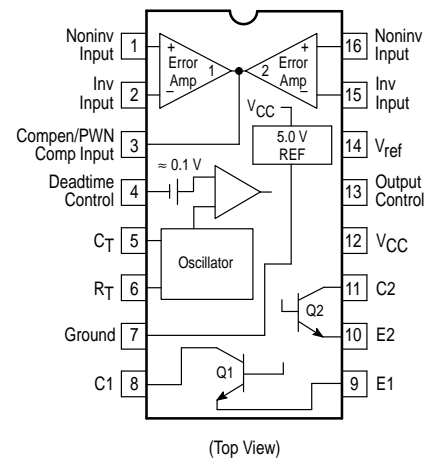 Noninv
Input
1
+
Error
Amp
1
2
+
Error
Amp
16
Noninv
Input
Inv
Input
2
–
–
15
Inv
Input
Compen/PWN
Comp Input
3
VCC
5.0 V
REF
14
Vref
≈ 0.1 V
Deadtime
Control
4
13
Output
Control
CT
5
Oscillator
12
VCC
RT
6
11
C2
Q2
Ground
7
10
E2
C1
8
Q1
9
E1
(Top View)